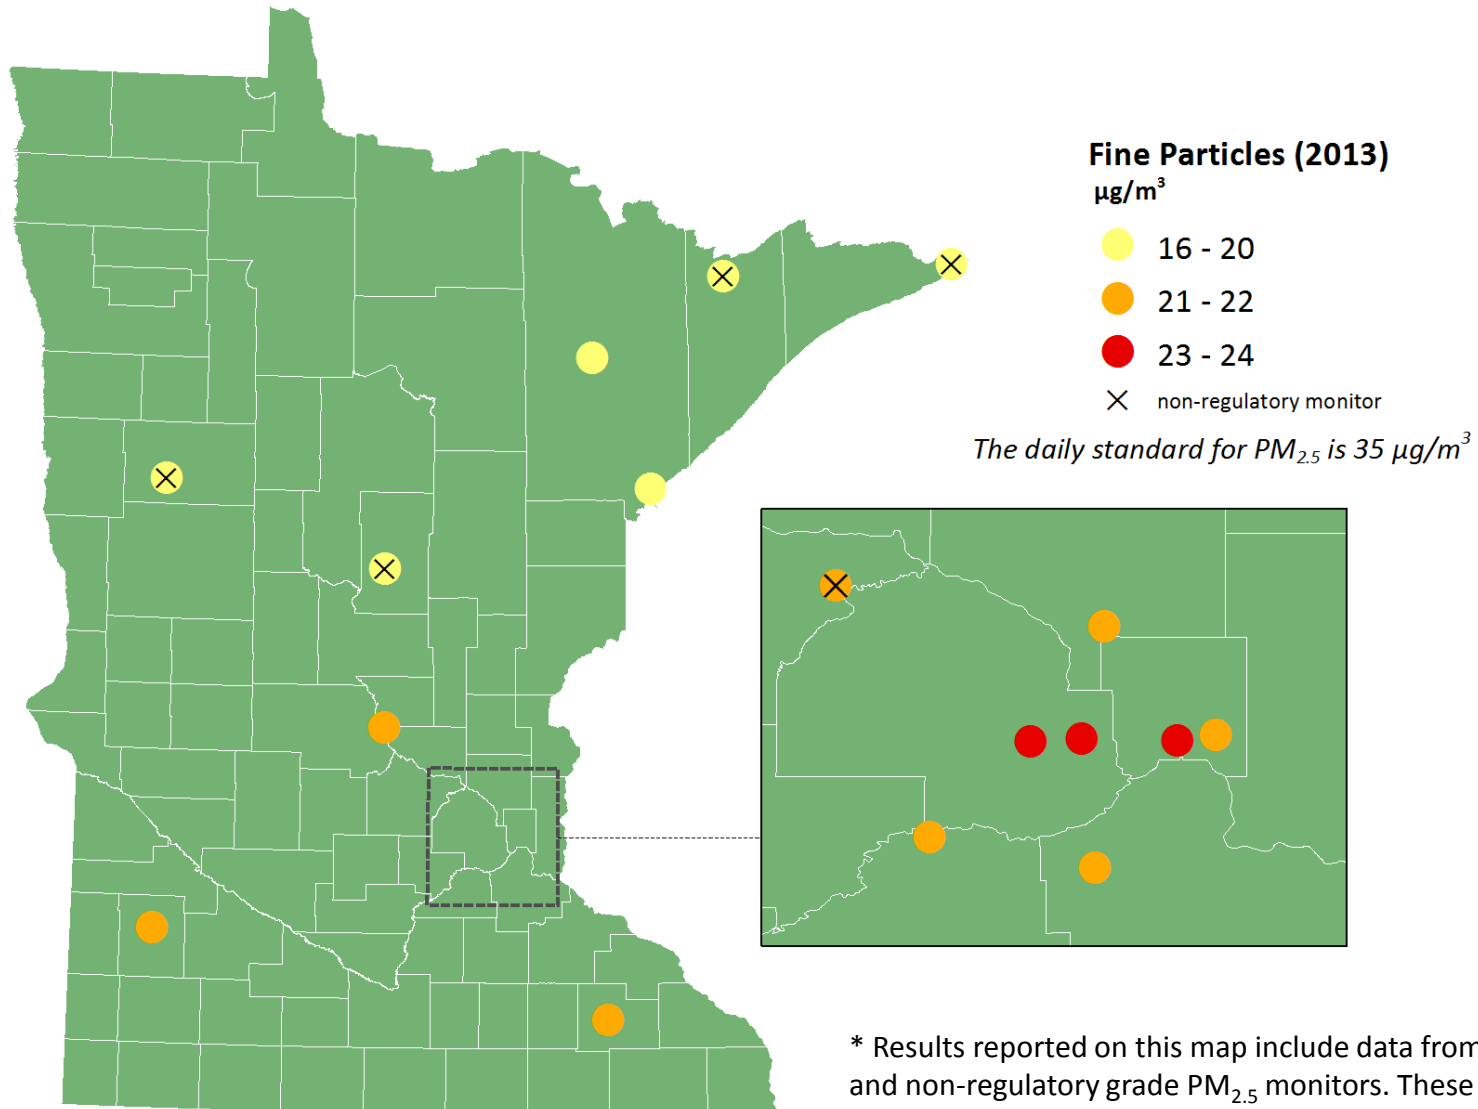 Fine Particles (2013)
µg/m³
16 - 20
21 - 22
23 - 24
non-regulatory monitor
The daily standard for PM₂.₅ is 35 µg/m³
* Results reported on this map include data from
and non-regulatory grade PM₂.₅ monitors. These